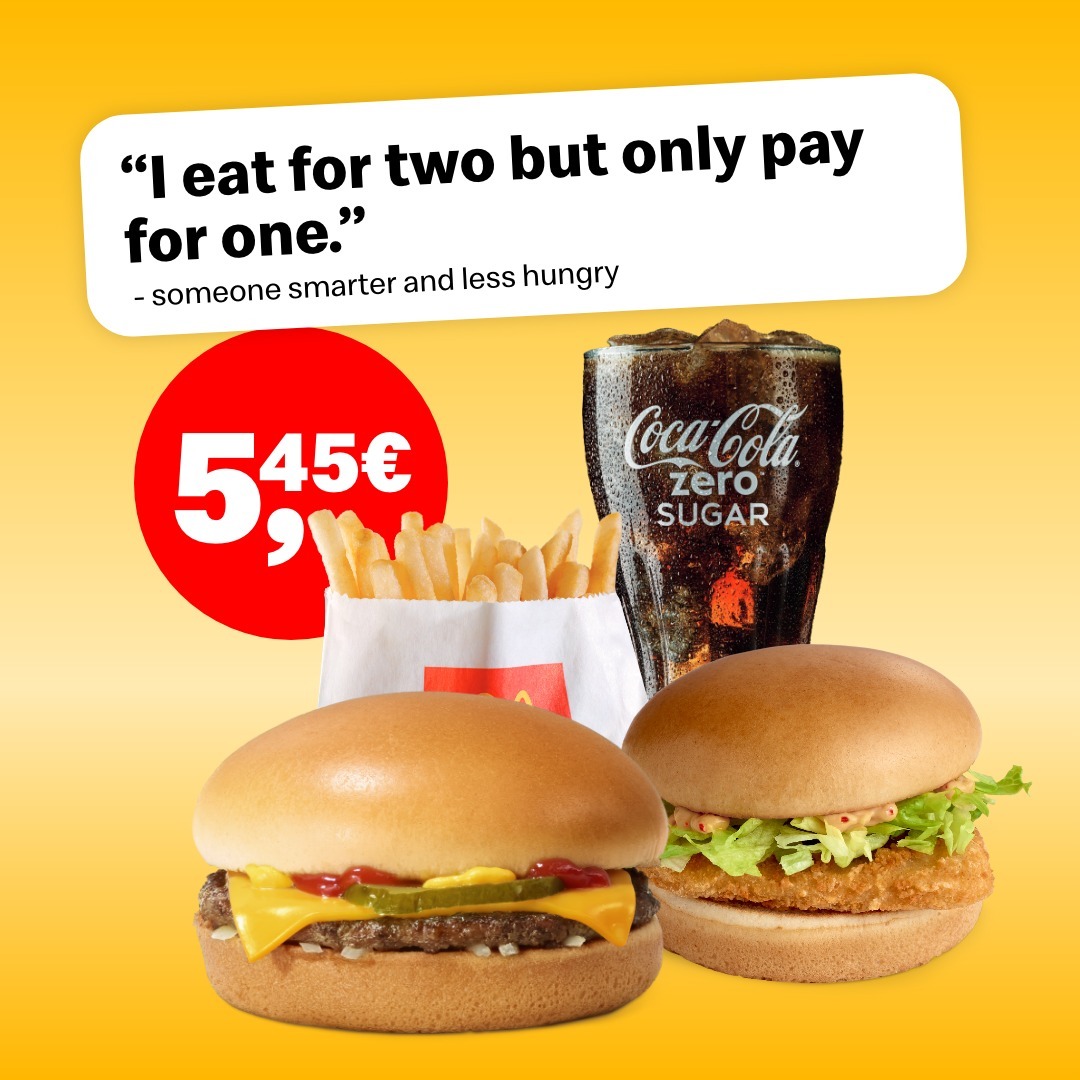 “I eat for two but only pay
for one.”
- someone smarter and less hungry
5,45€
Coca-Cola
zero
SUGAR